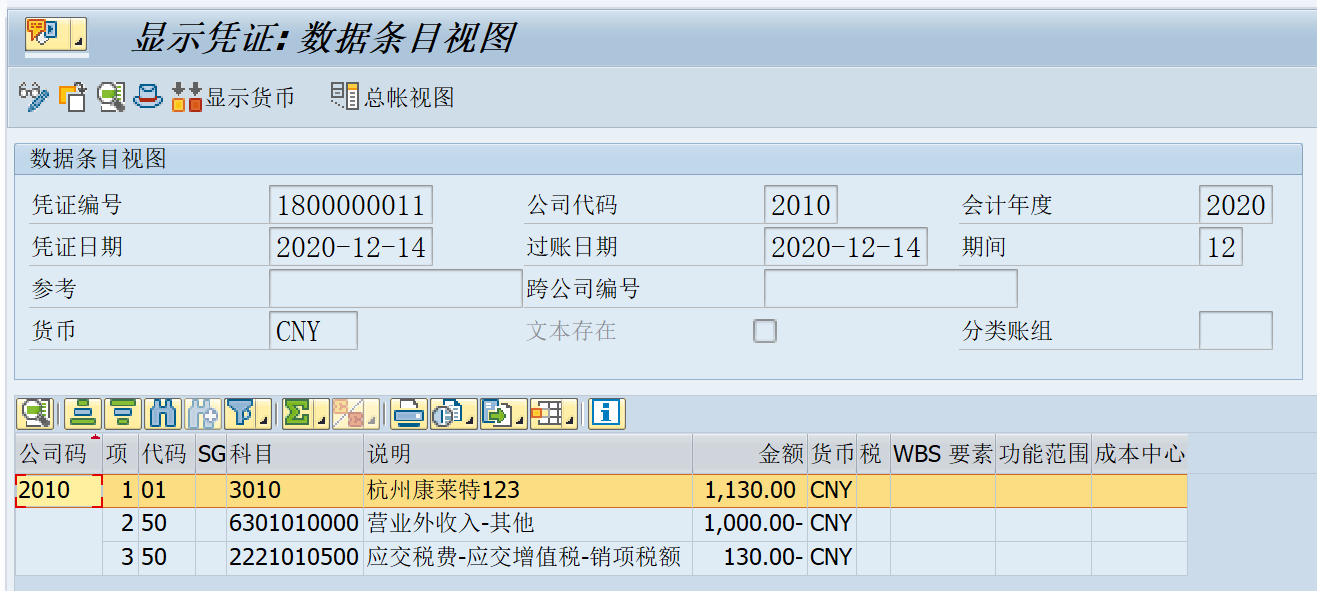 显示凭证: 数据条目视图
显示货币 总帐视图
数据条目视图
凭证编号 1800000011 公司代码 2010 会计年度 2020
凭证日期 2020-12-14 过账日期 2020-12-14 期间 12
参考 跨公司编号
货币 CNY 文本存在 分类账组
公司码 项 代码 SG 科目 说明 金额 货币 税 WBS 要素 功能范围 成本中心
2010 1 01 3010 杭州康莱特123 1,130.00 CNY
2 50 6301010000 营业外收入-其他 1,000.00- CNY
3 50 2221010500 应交税费-应交增值税-销项税额 130.00- CNY